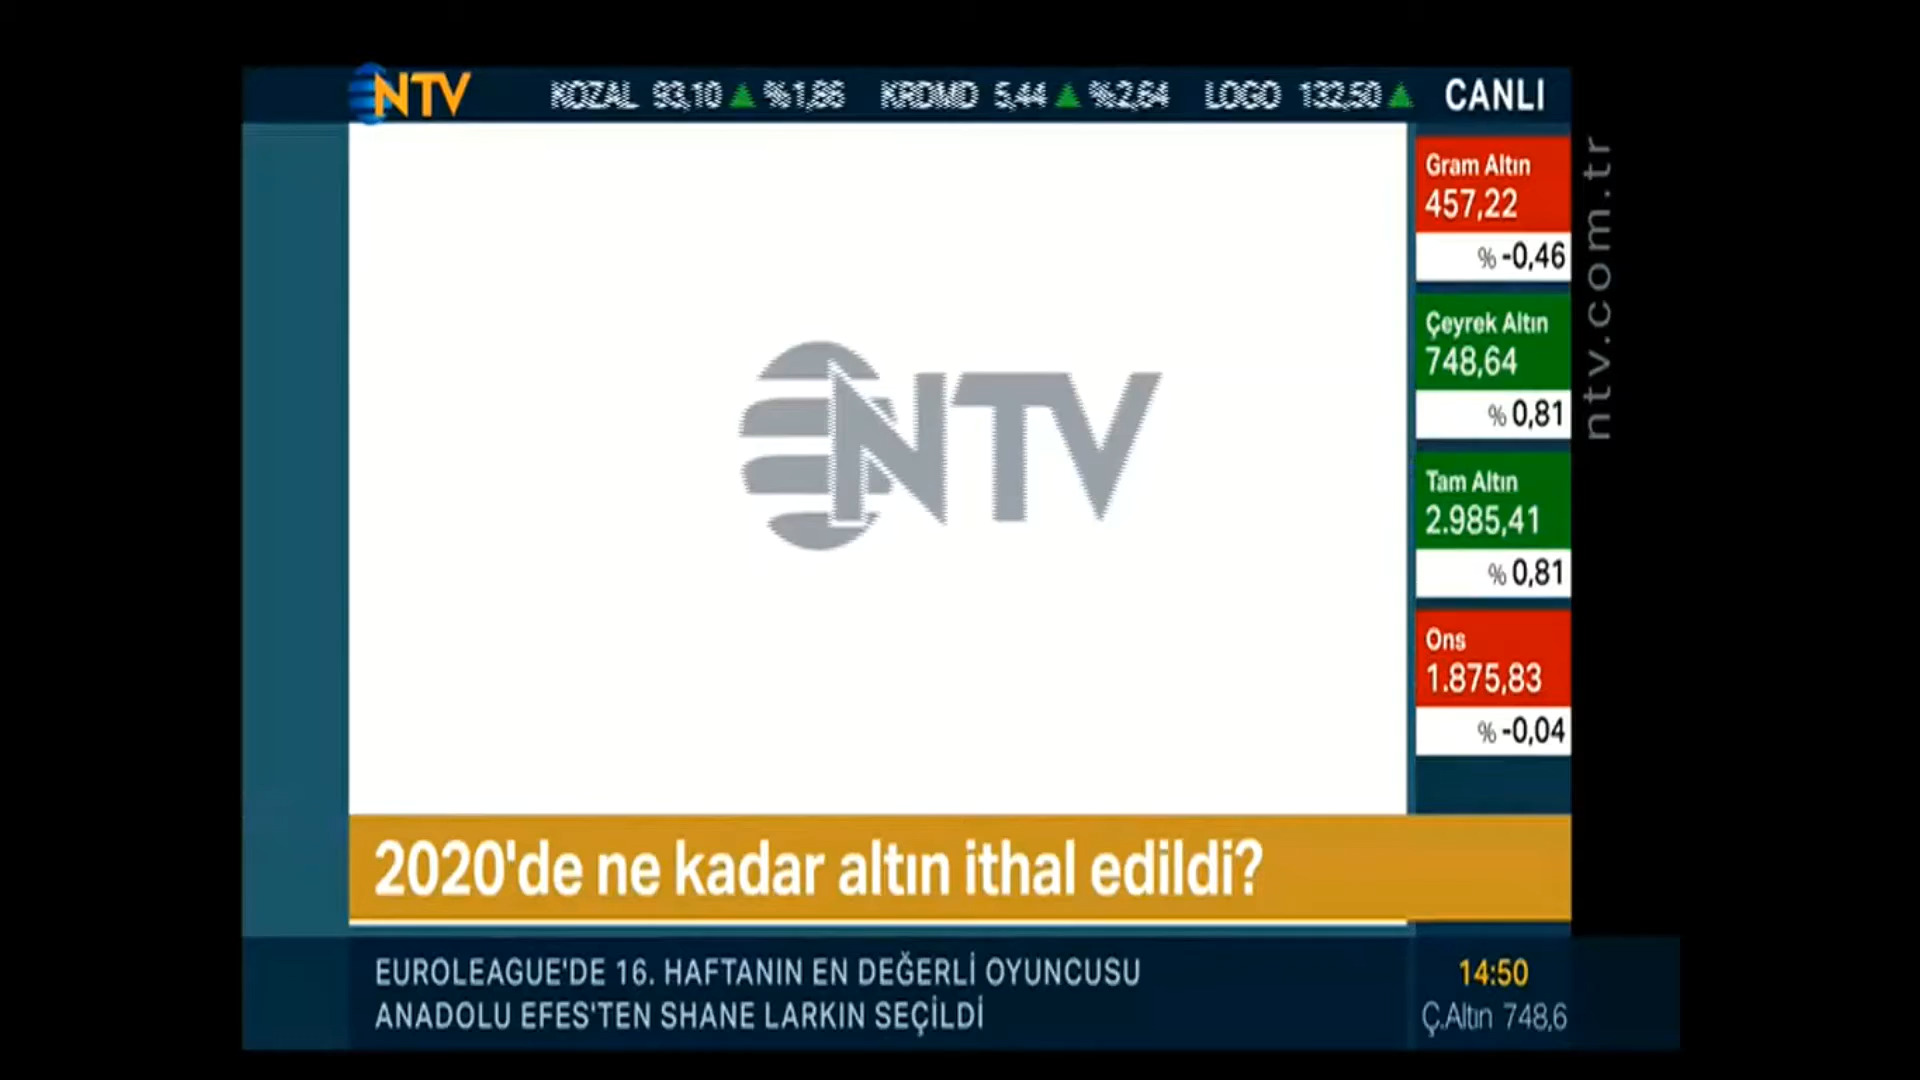 NTV
KOZAL 93,10 %1,86 KRDMD 5,44 %2,64 LOGO 132,50
CANLI
Gram Altın
457,22
% -0,46
Çeyrek Altın
748,64
% 0,81
Tam Altın
2.985,41
% 0,81
Ons
1.875,83
% -0,04
ntv.com.tr
NTV
2020'de ne kadar altın ithal edildi?
EUROLEAGUE'DE 16. HAFTANIN EN DEĞERLİ OYUNCUSU
ANADOLU EFES'TEN SHANE LARKIN SEÇİLDİ
14:50
Ç.Altın 748,6